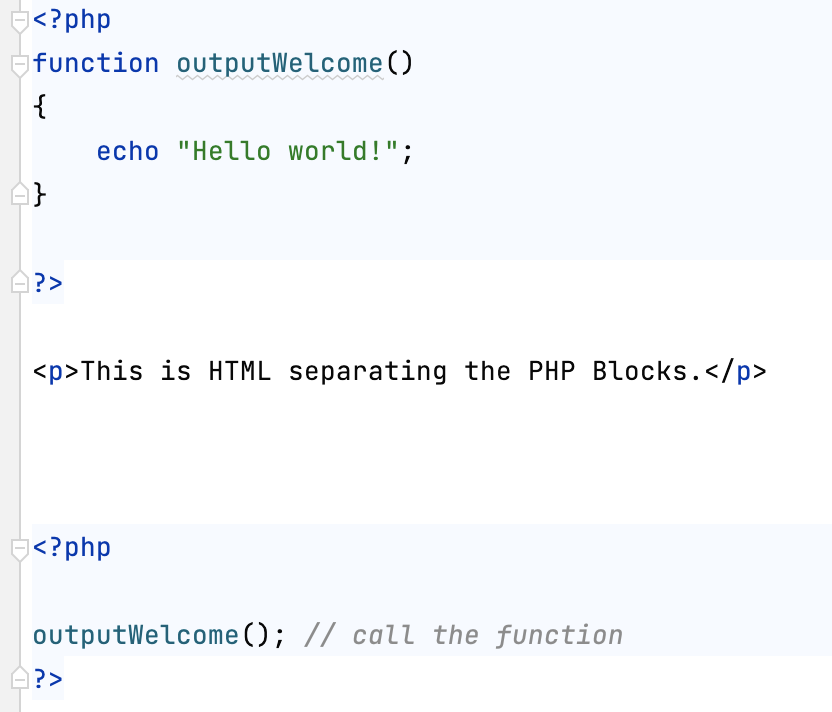 <?php
function outputWelcome()
{
    echo "Hello world!";
}
?>
<p>This is HTML separating the PHP Blocks.</p>
<?php
outputWelcome(); // call the function
?>